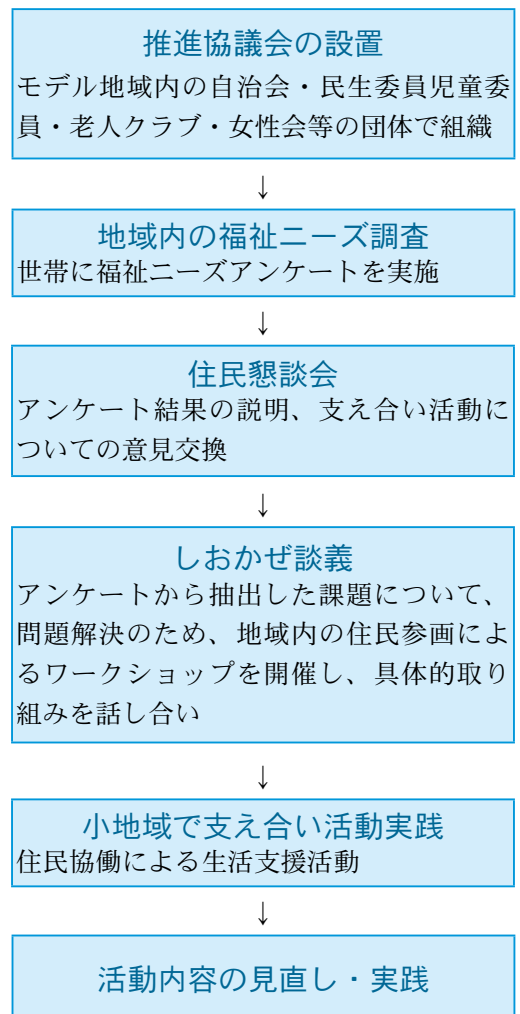 推進協議会の設置
モデル地域内の自治会・民生委員児童委
員・老人クラブ・女性会等の団体で組織
↓
地域内の福祉ニーズ調査
世帯に福祉ニーズアンケートを実施
↓
住民懇談会
アンケート結果の説明、支え合い活動に
ついての意見交換
↓
しおかぜ談義
アンケートから抽出した課題について、
問題解決のため、地域内の住民参画によ
るワークショップを開催し、具体的取り
組みを話し合い
↓
小地域で支え合い活動実践
住民協働による生活支援活動
↓
活動内容の見直し・実践